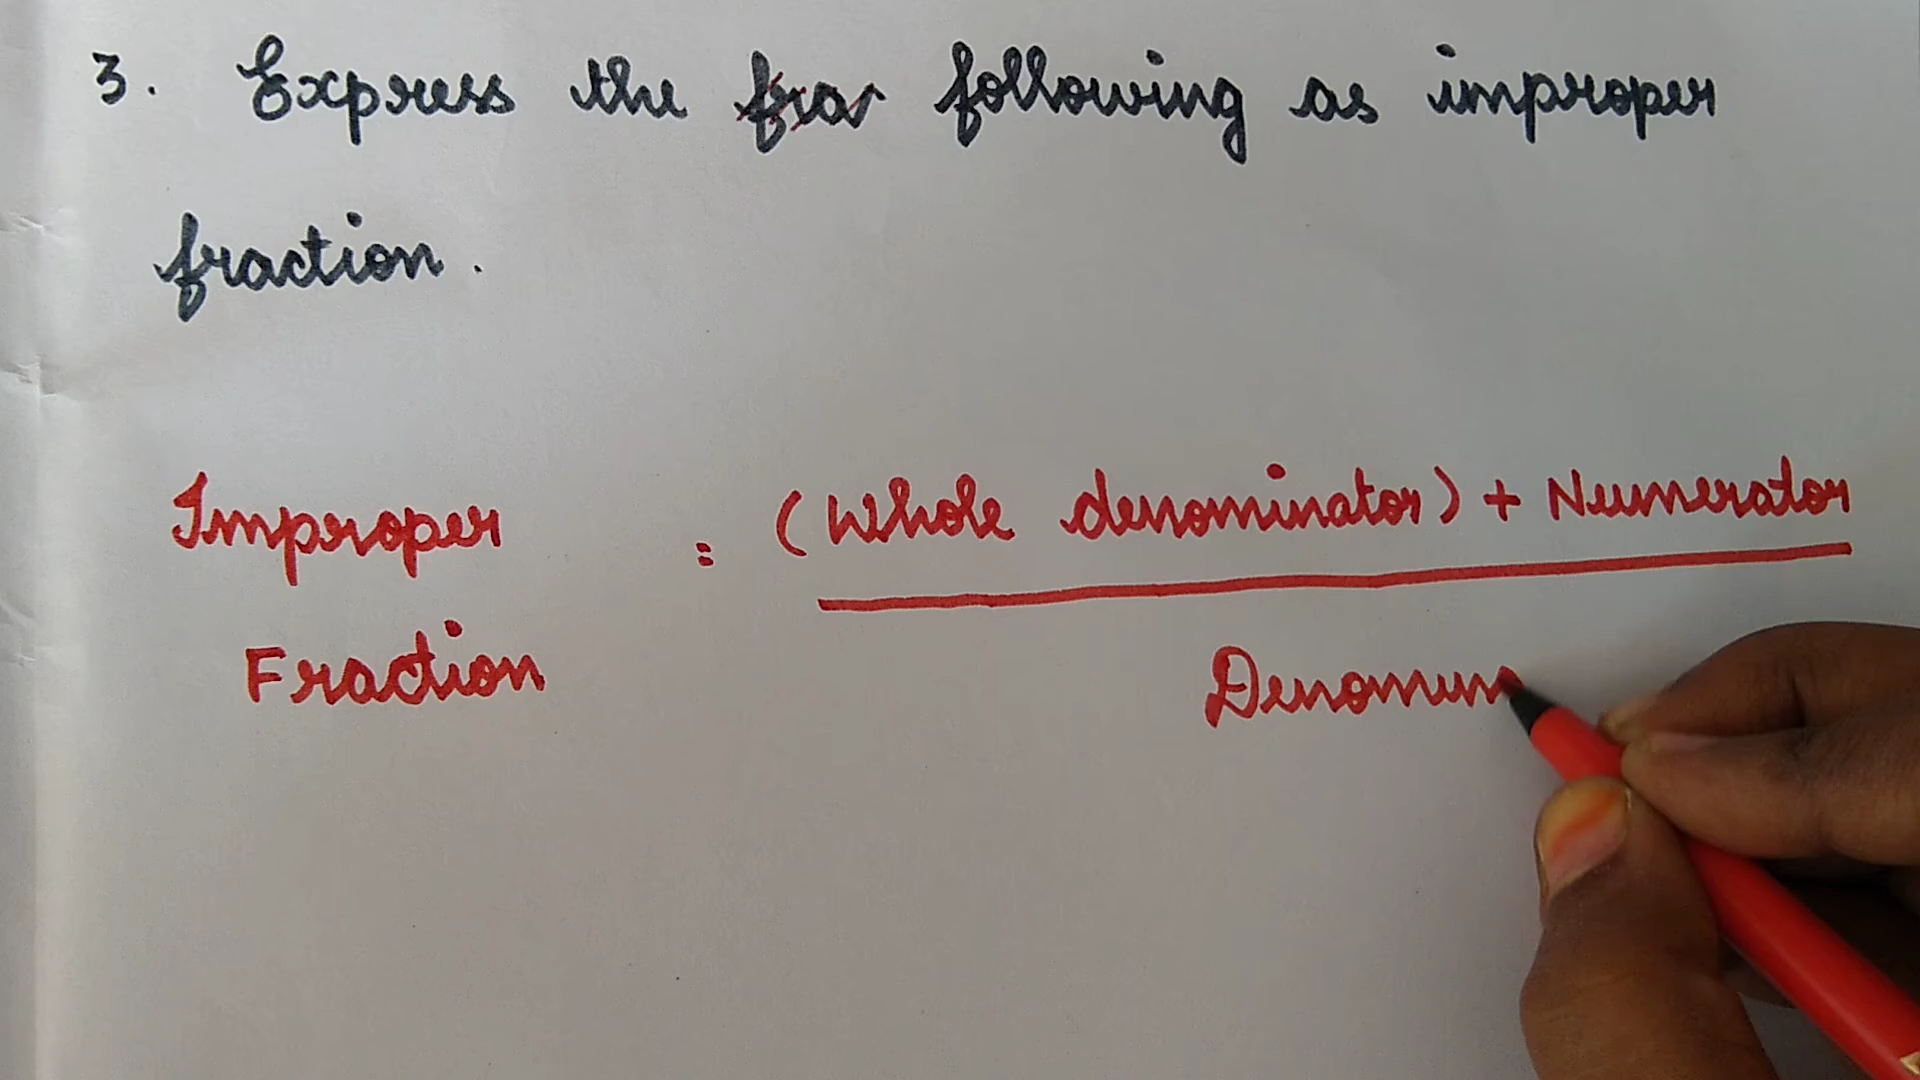 3. Express the following as improper
fraction.
Improper Fraction = (Whole denominator) + Numerator
Denomin